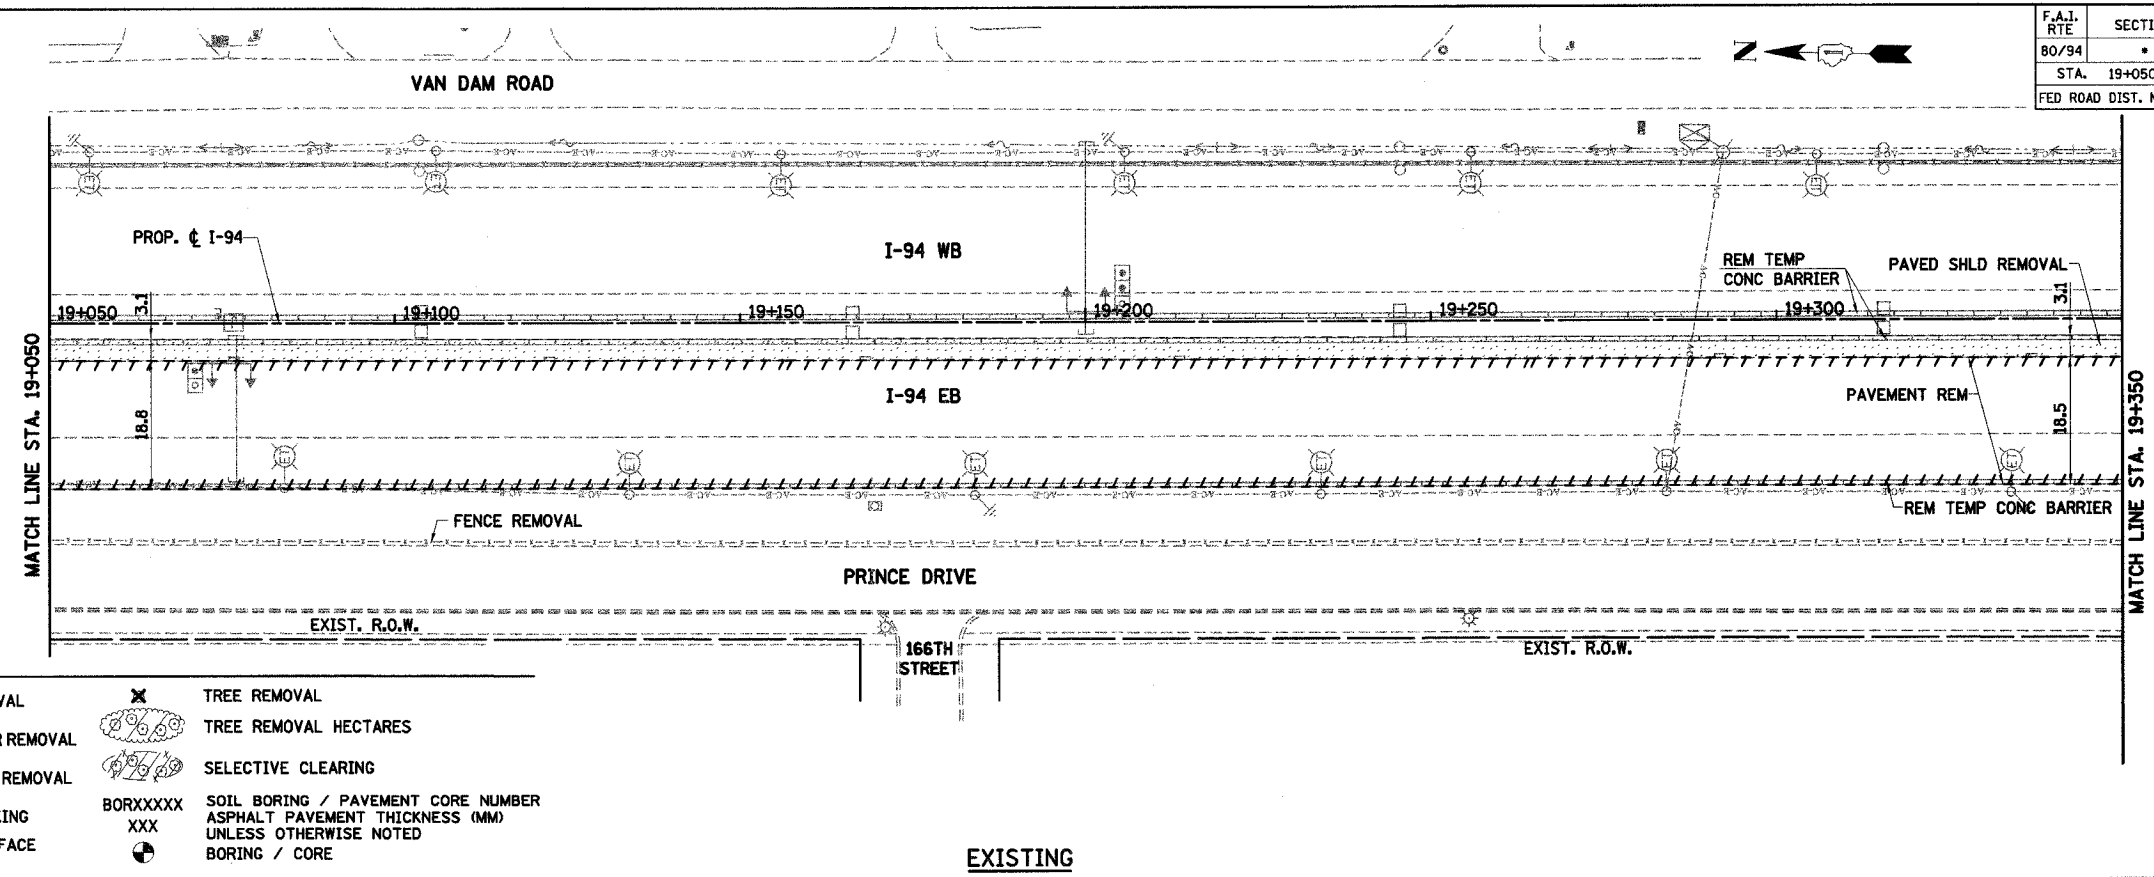 F.A.I.
RTE
80/94
STA. 19+050
FED ROAD DIST.
N
VAN DAM ROAD
PROP. ℄ I-94
I-94 WB
REM TEMP
CONC BARRIER
PAVED SHLD REMOVAL
19+050
3.1
19+100
19+150
19+200
19+250
19+300
3.1
MATCH LINE STA. 19+050
18.8
I-94 EB
PAVEMENT REM
18.5
MATCH LINE STA. 19+350
FENCE REMOVAL
REM TEMP CONC BARRIER
PRINCE DRIVE
EXIST. R.O.W.
166TH
STREET
EXIST. R.O.W.
TREE REMOVAL
TREE REMOVAL HECTARES
R REMOVAL
SELECTIVE CLEARING
REMOVAL
BORXXXXX SOIL BORING / PAVEMENT CORE NUMBER
XXX ASPHALT PAVEMENT THICKNESS (MM)
UNLESS OTHERWISE NOTED
BORING / CORE
EXISTING